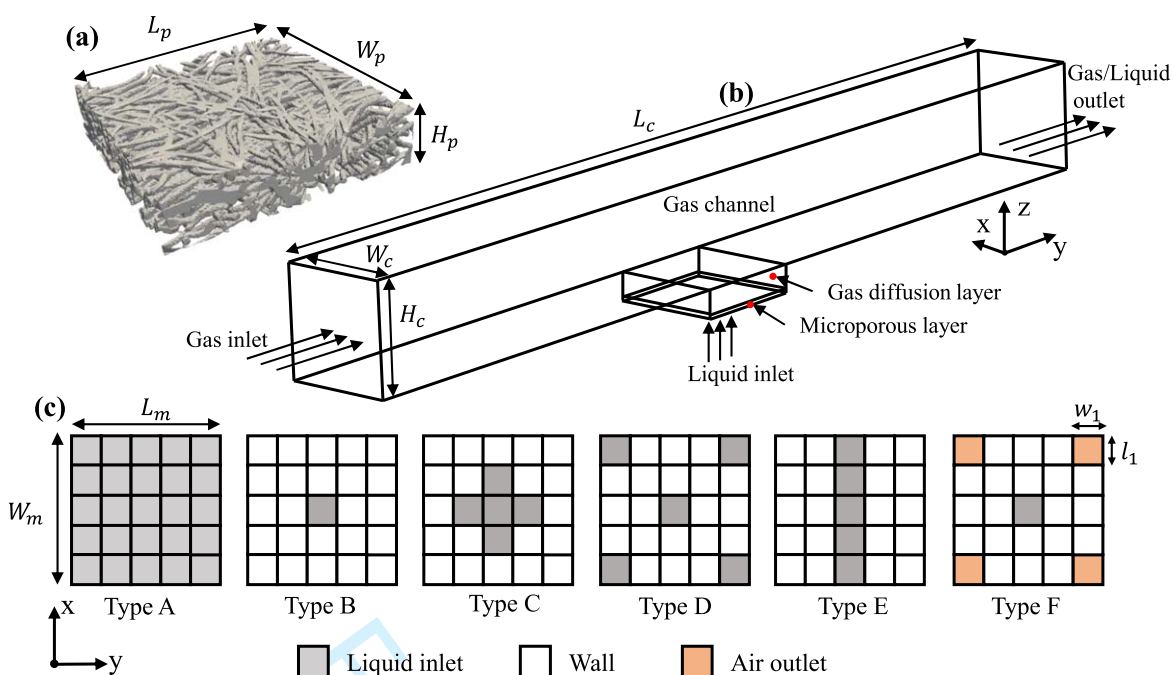 (a)
L_p
W_p
H_p
(b)
L_c
Gas/Liquid
outlet
Gas channel
W_c
H_c
Gas inlet
z
x
y
Gas diffusion layer
Microporous layer
Liquid inlet
(c)
L_m
W_m
w_1
l_1
Type A
Type B
Type C
Type D
Type E
Type F
x
y
Liquid inlet
Wall
Air outlet